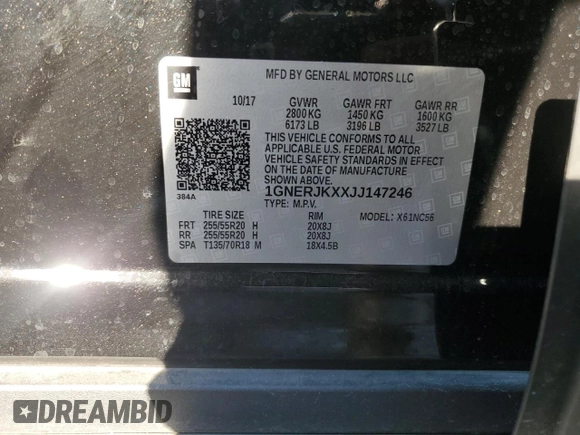 GM
MFD BY GENERAL MOTORS LLC
10/17 GVWR GAWR FRT GAWR RR
2800 KG 1450 KG 1600 KG
6173 LB 3196 LB 3527 LB
THIS VEHICLE CONFORMS TO ALL
APPLICABLE U.S. FEDERAL MOTOR
VEHICLE SAFETY STANDARDS IN EFFECT
ON THE DATE OF MANUFACTURE
SHOWN ABOVE.
384A
1GNERJKXXJJ147246
TYPE: M.P.V.
TIRE SIZE RIM MODEL: X61NC56
FRT 255/55R20 H 20X8J
RR 255/55R20 H 20X8J
SPA T135/70R18 M 18X4.5B
DREAMBID